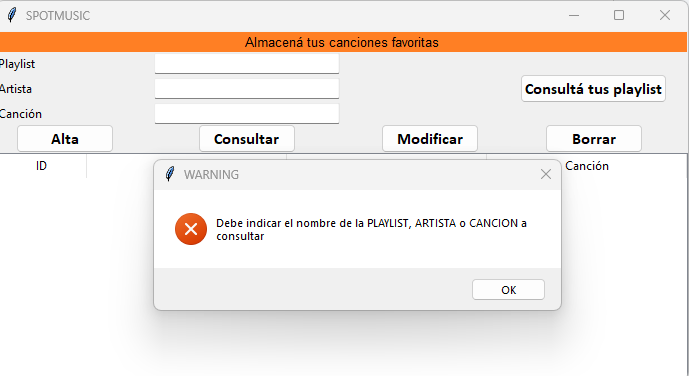 SPOTMUSIC
Almacená tus canciones favoritas
Playlist
Artista
Consultá tus playlist
Canción
Alta Consultar Modificar Borrar
ID Canción
WARNING
Debe indicar el nombre de la PLAYLIST, ARTISTA o CANCION a
consultar
OK